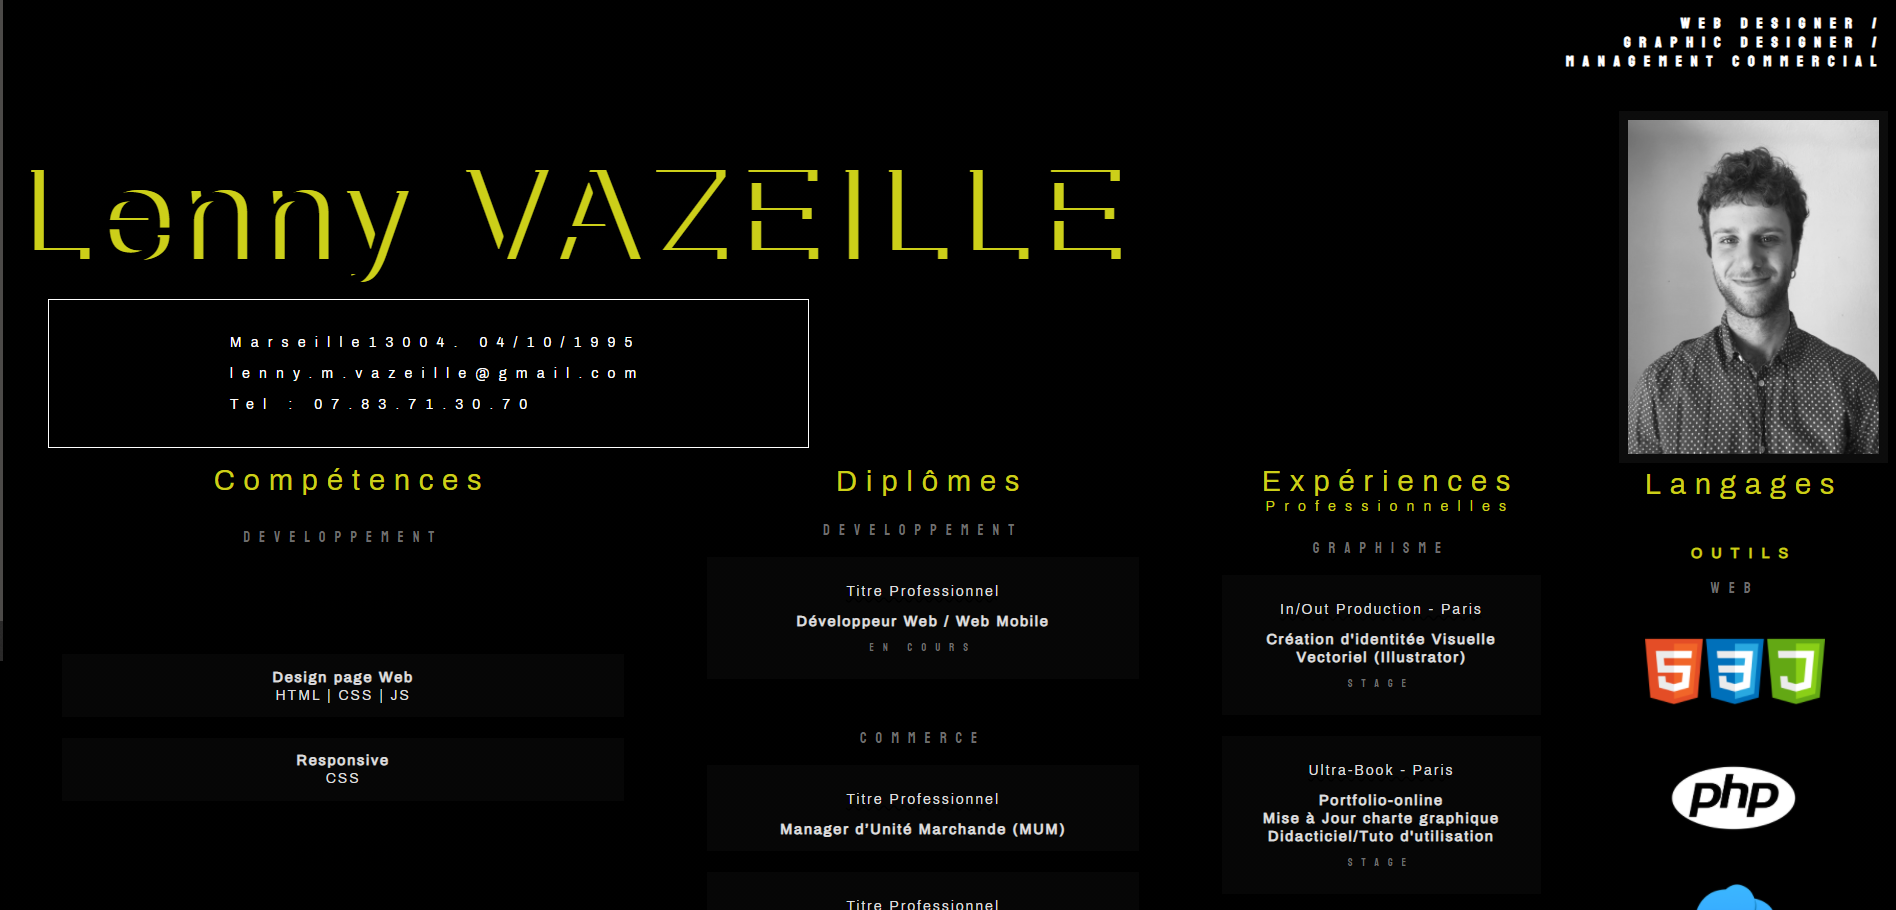 WEB DESIGNER /
GRAPHIC DESIGNER /
MANAGEMENT COMMERCIAL
Lenny VAZEILLE
Marseille13004. 04/10/1995
lenny.m.vazeille@gmail.com
Tel : 07.83.71.30.70
Compétences
DEVELOPPEMENT
Design page Web
HTML | CSS | JS
Responsive
CSS
Diplômes
DEVELOPPEMENT
Titre Professionnel
Développeur Web / Web Mobile
EN COURS
COMMERCE
Titre Professionnel
Manager d'Unité Marchande (MUM)
Titre Professionnel
Expériences
Professionnelles
GRAPHISME
In/Out Production - Paris
Création d'identitée Visuelle
Vectoriel (Illustrator)
STAGE
Ultra-Book - Paris
Portfolio-online
Mise à Jour charte graphique
Didacticiel/Tuto d'utilisation
STAGE
Langages
OUTILS
WEB
5 3 J
php